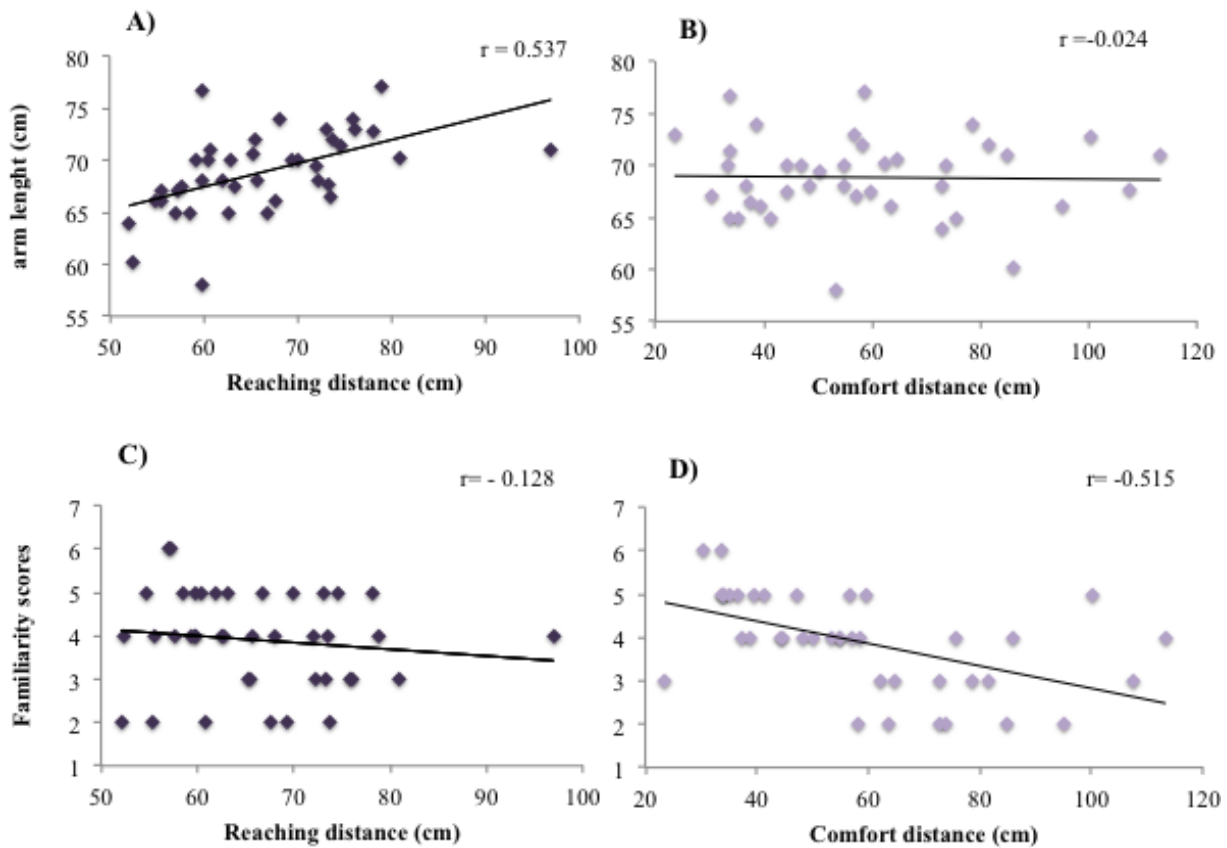 A)
r = 0.537
80
75
70
65
60
55
arm lenght (cm)
50 60 70 80 90 100
Reaching distance (cm)
B)
r =-0.024
80
75
70
65
60
55
20 40 60 80 100 120
Comfort distance (cm)
C)
r= - 0.128
7
6
5
4
3
2
1
Familiarity scores
50 60 70 80 90 100
Reaching distance (cm)
D)
r= -0.515
7
6
5
4
3
2
1
20 40 60 80 100 120
Comfort distance (cm)